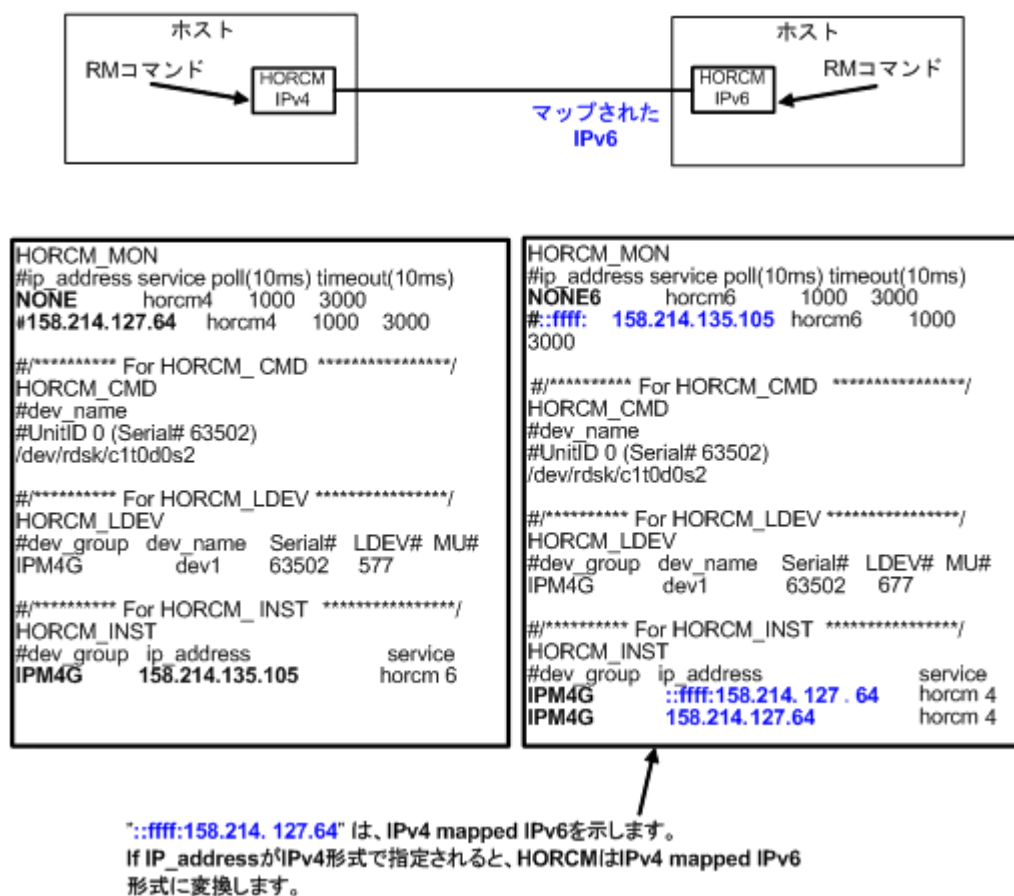 ホスト
RMコマンド
HORCM
IPv4
マップされた
IPv6
ホスト
HORCM
IPv6
RMコマンド
HORCM_MON
#ip_address service poll(10ms) timeout(10ms)
NONE horcm4 1000 3000
#158.214.127.64 horcm4 1000 3000
#/********** For HORCM_ CMD ****************/
HORCM_CMD
#dev_name
#UnitID 0 (Serial# 63502)
/dev/rdsk/c1t0d0s2
#/********** For HORCM_LDEV ****************/
HORCM_LDEV
#dev_group dev_name Serial# LDEV# MU#
IPM4G dev1 63502 577
#/********** For HORCM_ INST ****************/
HORCM_INST
#dev_group ip_address service
IPM4G 158.214.135.105 horcm 6
HORCM_MON
#ip_address service poll(10ms) timeout(10ms)
NONE6 horcm6 1000 3000
#::ffff: 158.214.135.105 horcm6 1000
3000
#/********** For HORCM_CMD ****************/
HORCM_CMD
#dev_name
#UnitID 0 (Serial# 63502)
/dev/rdsk/c1t0d0s2
#/********** For HORCM_LDEV ****************/
HORCM_LDEV
#dev_group dev_name Serial# LDEV# MU#
IPM4G dev1 63502 677
#/********** For HORCM_INST ****************/
HORCM_INST
#dev_group ip_address service
IPM4G ::ffff:158.214. 127 . 64 horcm 4
IPM4G 158.214.127.64 horcm 4
"::ffff:158.214. 127.64" は、IPv4 mapped IPv6を示します。
If IP_addressがIPv4形式で指定されると、HORCMはIPv4 mapped IPv6
形式に変換します。